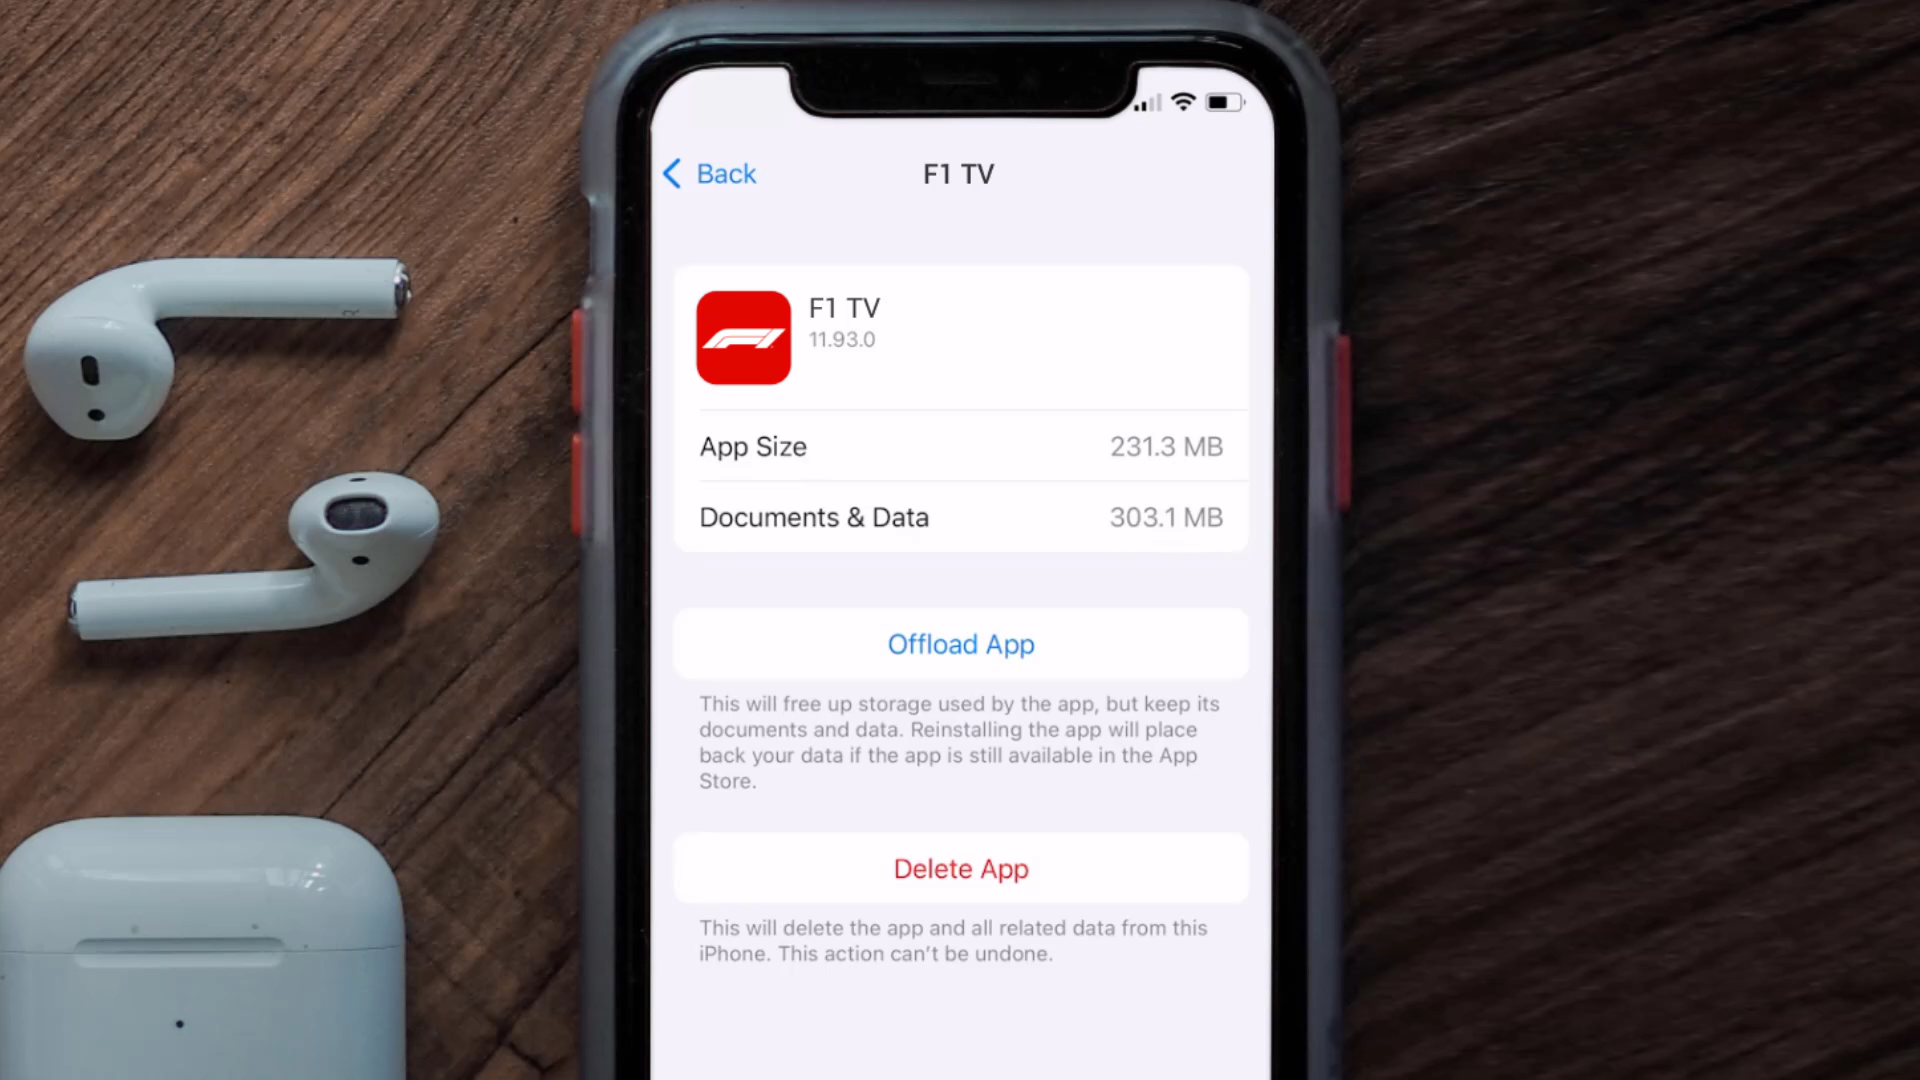 Back
F1 TV
F1 TV
11.93.0
App Size
231.3 MB
Documents & Data
303.1 MB
Offload App
This will free up storage used by the app, but keep its
documents and data. Reinstalling the app will place
back your data if the app is still available in the App
Store.
Delete App
This will delete the app and all related data from this
iPhone. This action can't be undone.
R